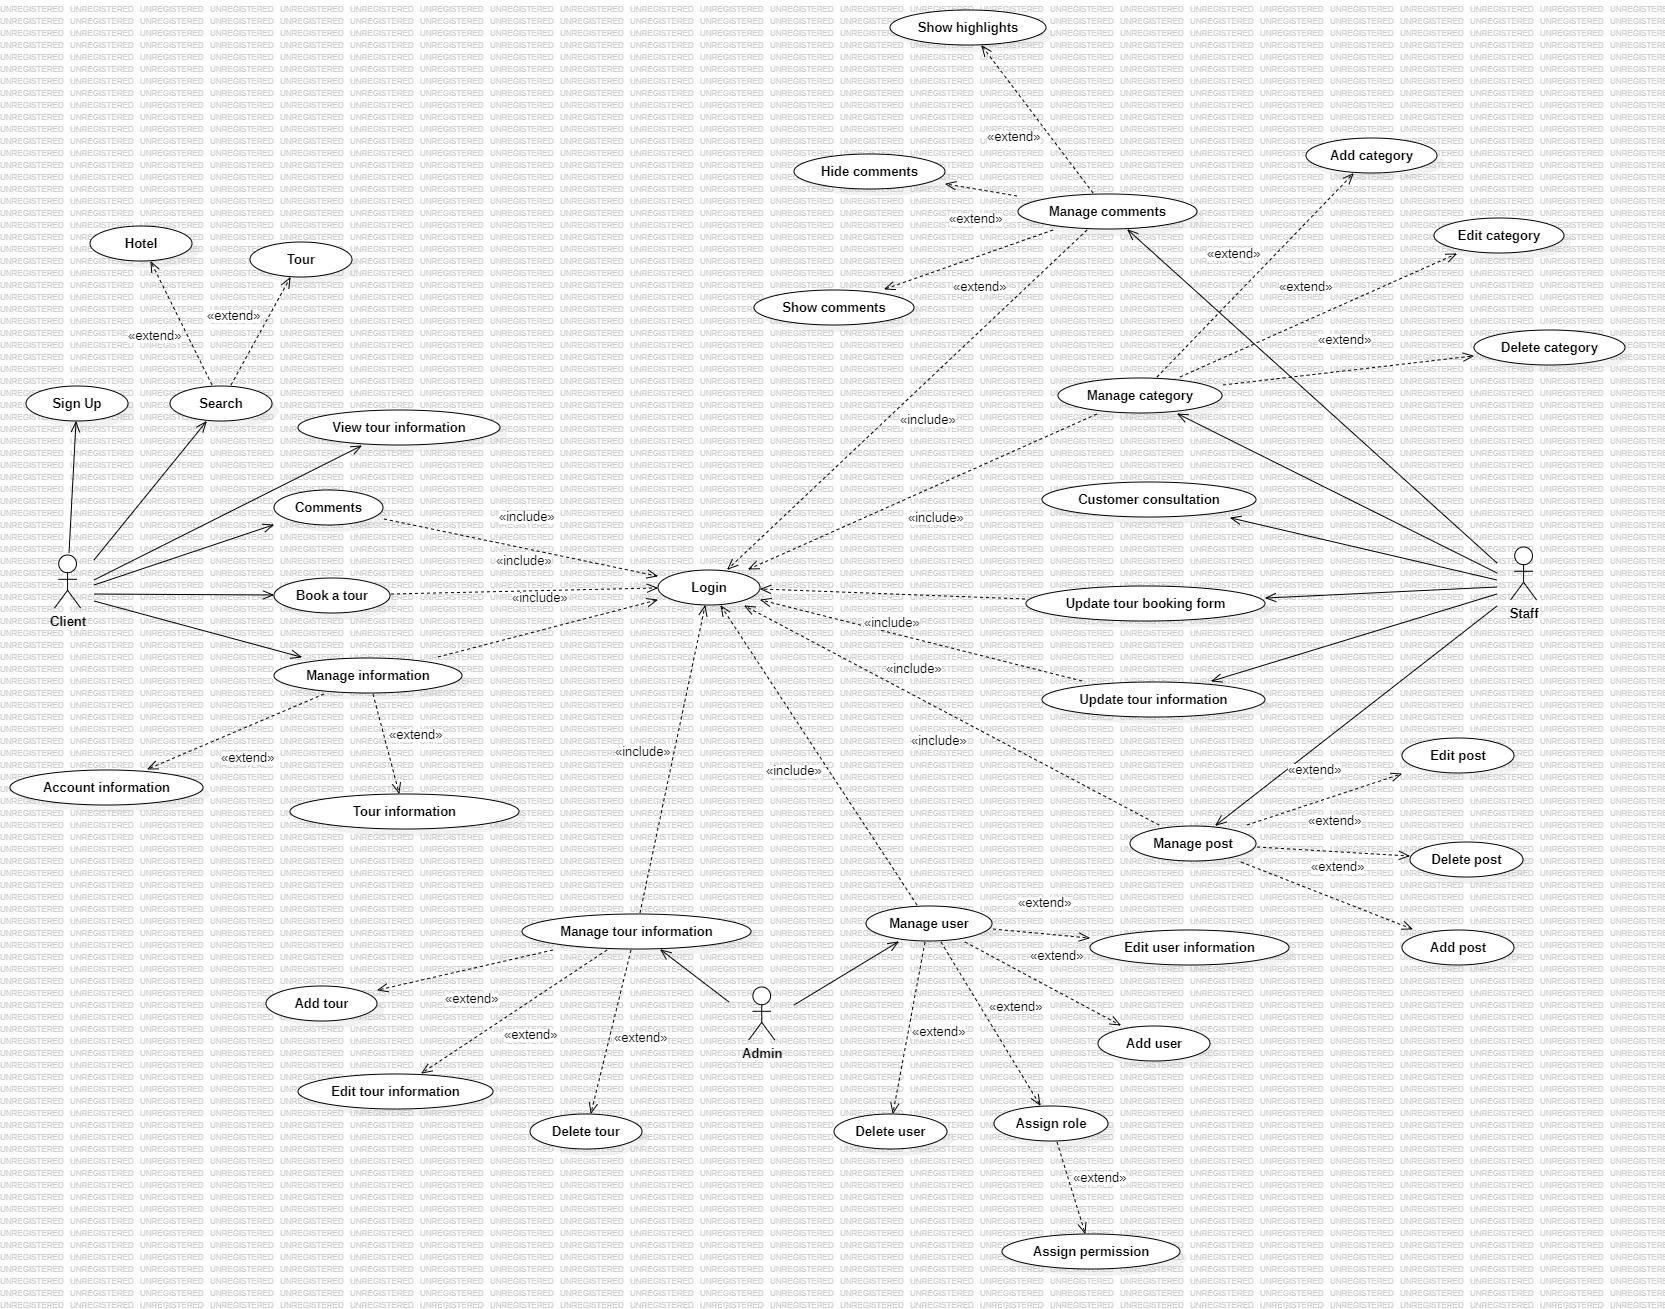 Show highlights
«extend»
Add category
Hide comments
Manage comments
«extend»
Edit category
Hotel
Tour
«extend»
«extend»
«extend»
«extend»
Show comments
«extend»
«extend»
«extend»
Delete category
Sign Up
Search
Manage category
View tour information
«include»
Comments
Customer consultation
«include»
«include»
«include»
Login
Book a tour
«include»
Update tour booking form
Client
Staff
«include»
Manage information
«include»
Update tour information
«extend»
«include»
«include»
Edit post
«extend»
«include»
«extend»
Account information
Tour information
«extend»
Manage post
Delete post
«extend»
«extend»
Manage user
Manage tour information
Edit user information
Add post
«extend»
Add tour
«extend»
«extend»
«extend»
«extend»
«extend»
Add user
Admin
Edit tour information
Assign role
Delete tour
Delete user
«extend»
Assign permission
UNREGISTERED